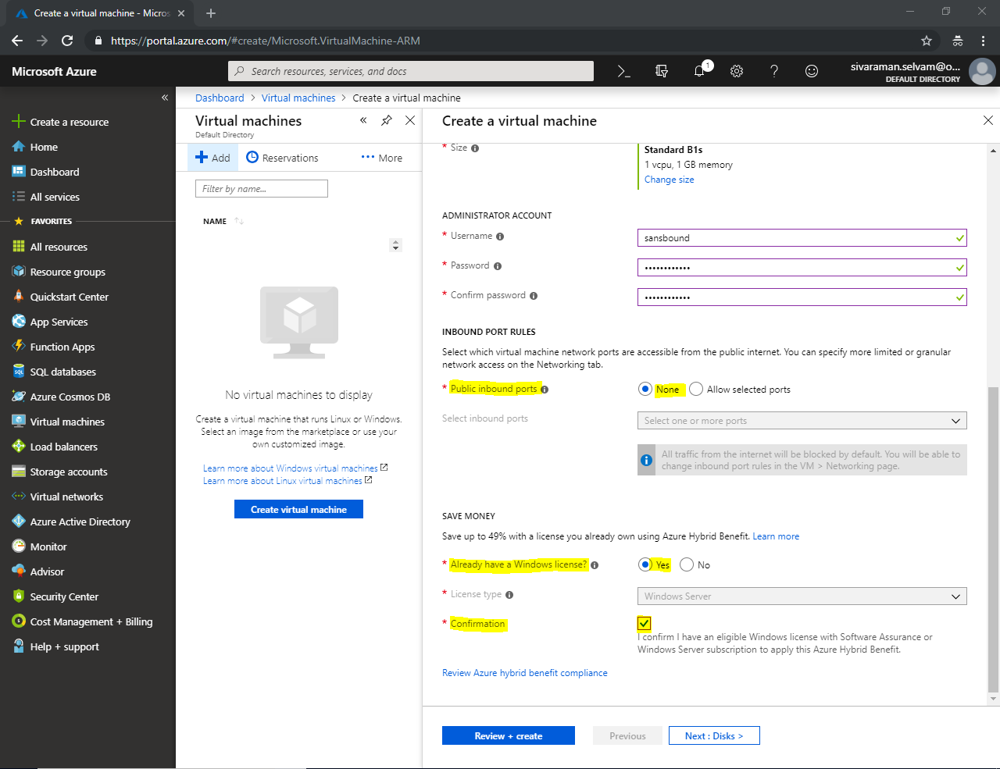 Create a virtual machine - Micros
https://portal.azure.com/#create/Microsoft.VirtualMachine-ARM
Microsoft Azure
Search resources, services, and docs
1
sivaraman.selvam@o...
DEFAULT DIRECTORY
Create a resource
Home
Dashboard
All services
FAVORITES
All resources
Resource groups
Quickstart Center
App Services
Function Apps
SQL databases
Azure Cosmos DB
Virtual machines
Load balancers
Storage accounts
Virtual networks
Azure Active Directory
Monitor
Advisor
Security Center
Cost Management + Billing
Help + support
Dashboard > Virtual machines > Create a virtual machine
Virtual machines
Default Directory
Add
Reservations
More
Filter by name...
NAME
No virtual machines to display
Create a virtual machine that runs Linux or Windows.
Select an image from the marketplace or use your
own customized image.
Learn more about Windows virtual machines
Learn more about Linux virtual machines
Create virtual machine
Create a virtual machine
* Size
Standard B1s
1 vcpu, 1 GB memory
Change size
ADMINISTRATOR ACCOUNT
* Username
sansbound
* Password
••••••••••••
* Confirm password
••••••••••••
INBOUND PORT RULES
Select which virtual machine network ports are accessible from the public internet. You can specify more limited or granular
network access on the Networking tab.
* Public inbound ports
None
Allow selected ports
Select inbound ports
Select one or more ports
All traffic from the internet will be blocked by default. You will be able to
change inbound port rules in the VM > Networking page.
SAVE MONEY
Save up to 49% with a license you already own using Azure Hybrid Benefit. Learn more
* Already have a Windows license?
Yes
No
* License type
Windows Server
* Confirmation
I confirm I have an eligible Windows license with Software Assurance or
Windows Server subscription to apply this Azure Hybrid Benefit.
Review Azure hybrid benefit compliance
Review + create
Previous
Next : Disks >